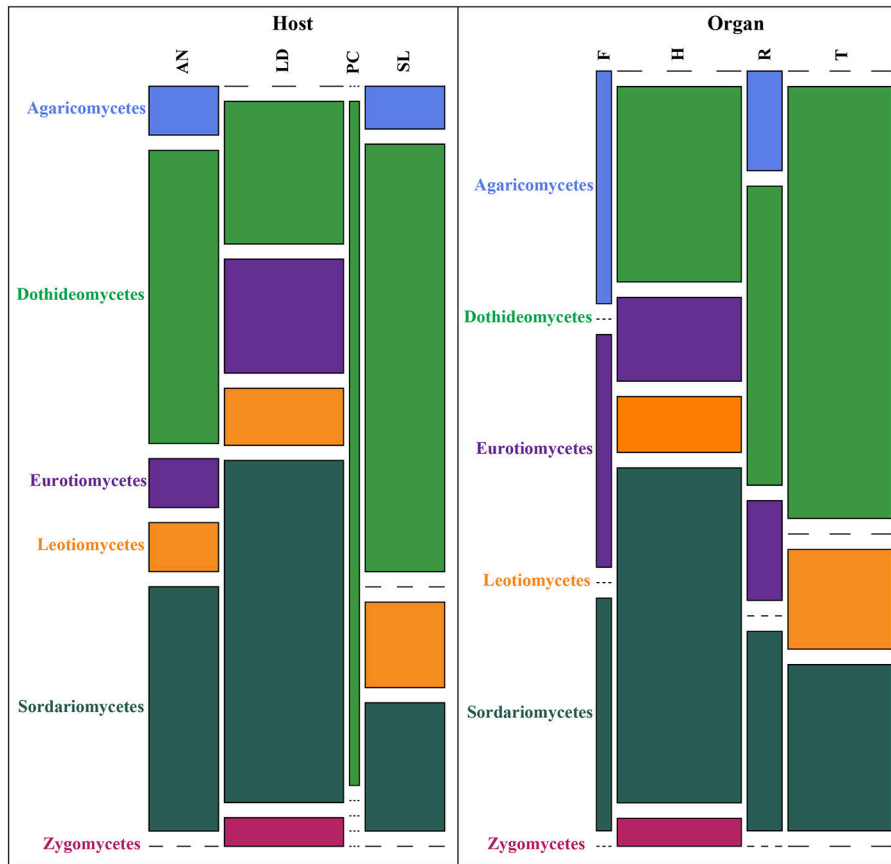 Host
AN LD PC SL
Agaricomycetes
Dothideomycetes
Eurotiomycetes
Leotiomycetes
Sordariomycetes
Zygomycetes
Organ
F H R T
Agaricomycetes
Dothideomycetes
Eurotiomycetes
Leotiomycetes
Sordariomycetes
Zygomycetes